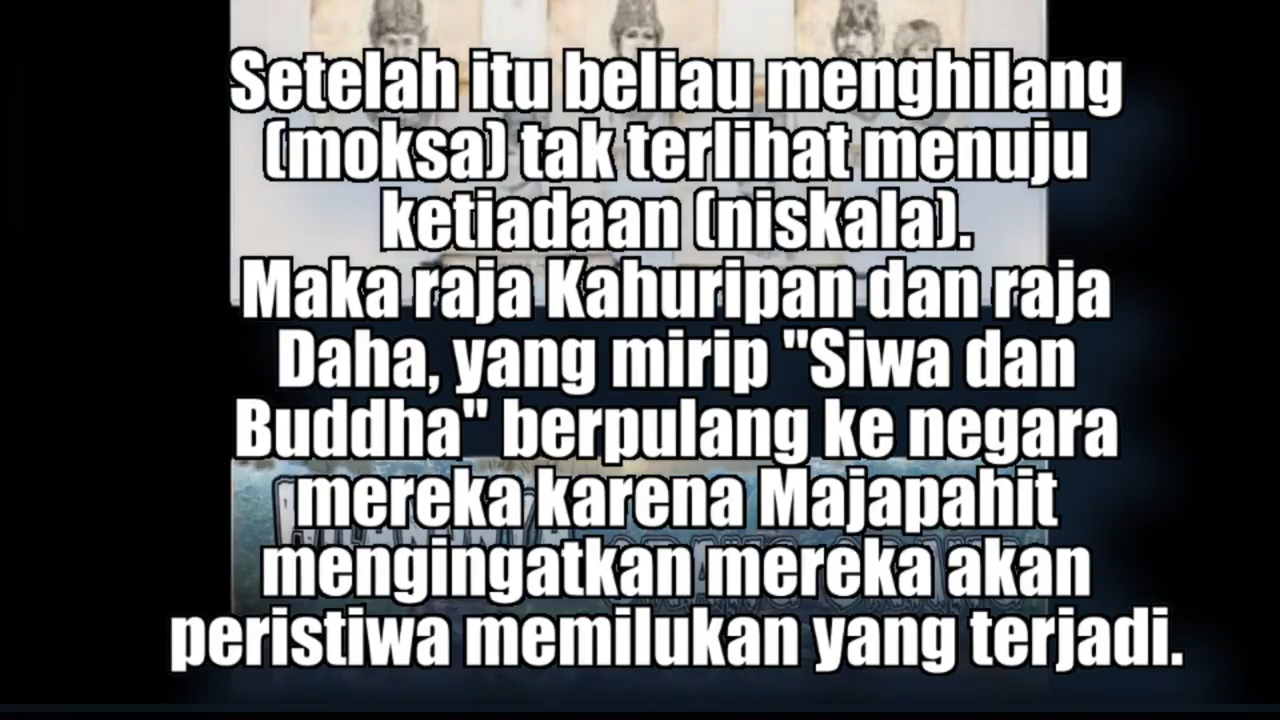 Setelah itu beliau menghilang
(moksa) tak terlihat menuju
ketiadaan (niskala).
Maka raja Kahuripan dan raja
Daha, yang mirip "Siwa dan
Buddha" berpulang ke negara
mereka karena Majapahit
mengingatkan mereka akan
peristiwa memilukan yang terjadi.